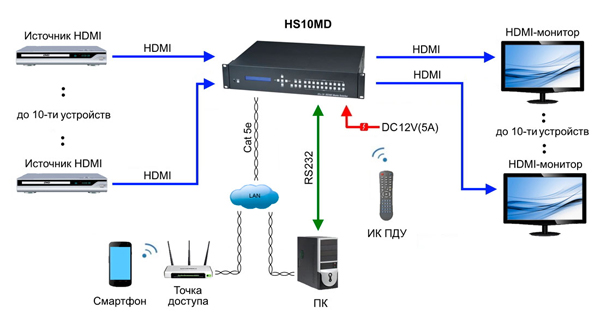 HS10MD
Источник HDMI
HDMI
HDMI
HDMI-монитор
HDMI
до 10-ти устройств
Cat 5e
RS232
DC12V(5A)
до 10-ти устройств
Источник HDMI
HDMI
HDMI-монитор
LAN
ИК ПДУ
Смартфон
Точка
доступа
ПК